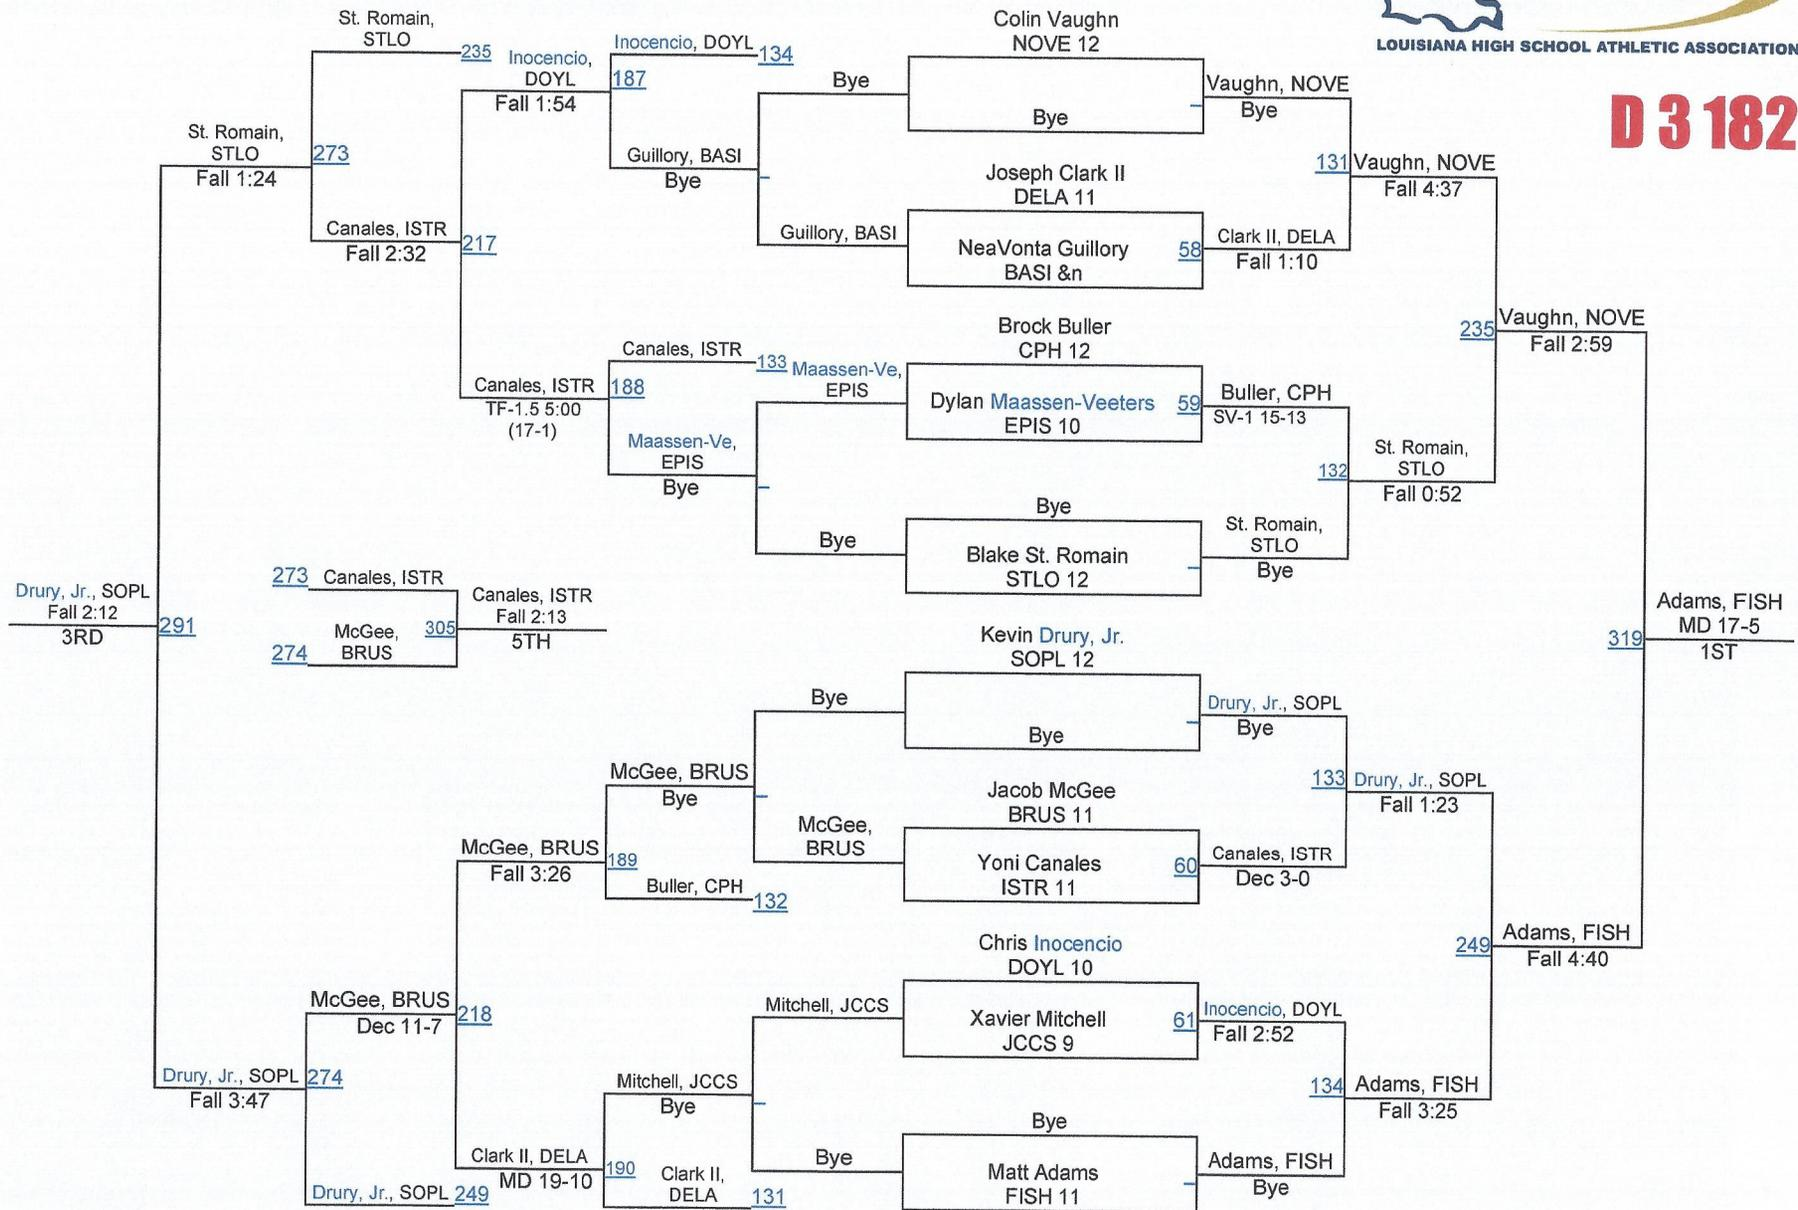 LOUISIANA HIGH SCHOOL ATHLETIC ASSOCIATION
D 3 182
St. Romain,
STLO
235
Inocencio,
DOYL
Fall 1:54
Inocencio, DOYL
134
187
Guillory, BASI
Bye
St. Romain,
STLO
Fall 1:24
273
Canales, ISTR
Fall 2:32
217
Canales, ISTR
TF-1.5 5:00
(17-1)
Canales, ISTR
133
188
Maassen-Ve,
EPIS
Bye
Bye
Guillory, BASI
Maassen-Ve,
EPIS
Bye
Colin Vaughn
NOVE 12
Bye
Vaughn, NOVE
Bye
Joseph Clark II
DELA 11
NeaVonta Guillory
BASI &n
58
Clark II, DELA
Fall 1:10
131
Vaughn, NOVE
Fall 4:37
Brock Buller
CPH 12
Dylan Maassen-Veeters
EPIS 10
59
Buller, CPH
SV-1 15-13
Bye
Blake St. Romain
STLO 12
St. Romain,
STLO
Bye
132
St. Romain,
STLO
Fall 0:52
235
Vaughn, NOVE
Fall 2:59
Drury, Jr., SOPL
Fall 2:12
3RD
291
273
Canales, ISTR
274
McGee,
BRUS
305
Canales, ISTR
Fall 2:13
5TH
319
Adams, FISH
MD 17-5
1ST
Kevin Drury, Jr.
SOPL 12
Bye
Drury, Jr., SOPL
Bye
Jacob McGee
BRUS 11
Yoni Canales
ISTR 11
60
Canales, ISTR
Dec 3-0
133
Drury, Jr., SOPL
Fall 1:23
Bye
McGee,
BRUS
McGee, BRUS
Bye
McGee, BRUS
Fall 3:26
189
Buller, CPH
132
Chris Inocencio
DOYL 10
Xavier Mitchell
JCCS 9
61
Inocencio, DOYL
Fall 2:52
Bye
Matt Adams
FISH 11
Adams, FISH
Bye
134
Adams, FISH
Fall 3:25
249
Adams, FISH
Fall 4:40
Mitchell, JCCS
Bye
Mitchell, JCCS
Bye
McGee, BRUS
Dec 11-7
218
Clark II, DELA
MD 19-10
190
Clark II,
DELA
131
Drury, Jr., SOPL
Fall 3:47
274
Drury, Jr., SOPL
249